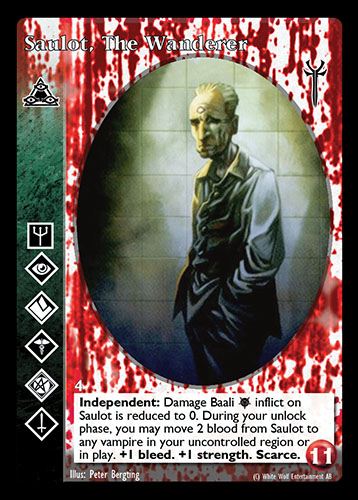 Saulot, The Wanderer
4
Independent: Damage Baali inflict on
Saulot is reduced to 0. During your unlock
phase, you may move 2 blood from Saulot to
any vampire in your uncontrolled region or
in play. +1 bleed. +1 strength. Scarce.
11
Illus: Peter Bergting
(C) White Wolf Entertainment AB